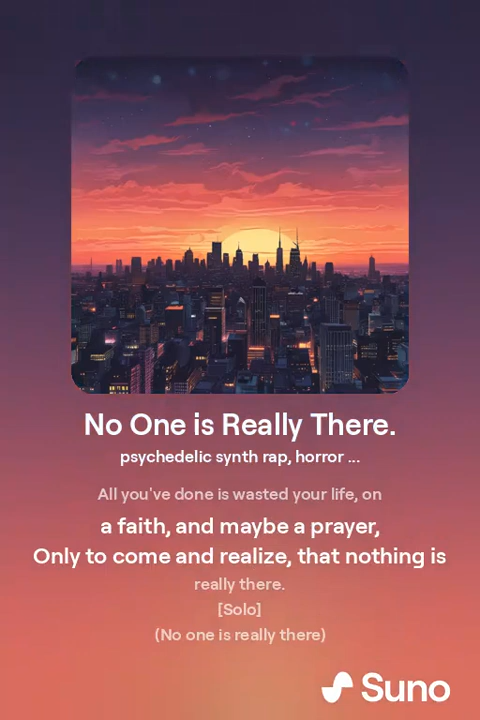 No One is Really There.
psychedelic synth rap, horror ...
All you've done is wasted your life, on
a faith, and maybe a prayer,
Only to come and realize, that nothing is
really there.
[Solo]
(No one is really there)
Suno